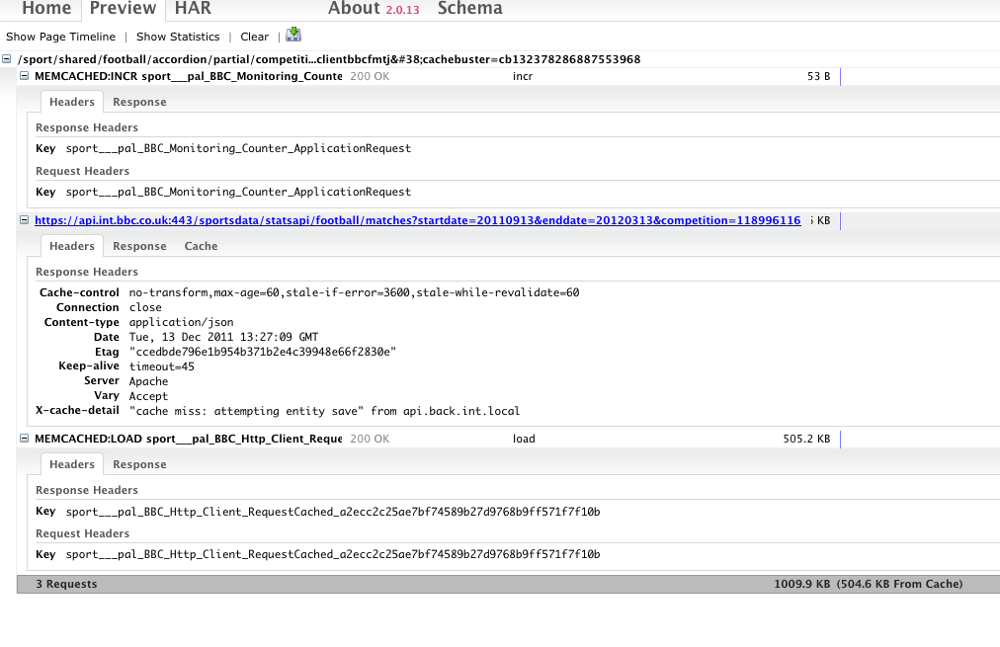 Home Preview HAR About 2.0.13 Schema
Show Page Timeline | Show Statistics | Clear |
/sport/shared/football/accordion/partial/competiti...clientbbcfmtj&#38;cachebuster=cb132378286887553968
MEMCACHED:INCR sport___pal_BBC_Monitoring_Counte 200 OK incr 53 B
Headers Response
Response Headers
Key sport___pal_BBC_Monitoring_Counter_ApplicationRequest
Request Headers
Key sport___pal_BBC_Monitoring_Counter_ApplicationRequest
https://api.int.bbc.co.uk:443/sportsdata/statsapi/football/matches?startdate=20110913&enddate=20120313&competition=118996116 KB
Headers Response Cache
Response Headers
Cache-control no-transform,max-age=60,stale-if-error=3600,stale-while-revalidate=60
Connection close
Content-type application/json
Date Tue, 13 Dec 2011 13:27:09 GMT
Etag "ccedbde796e1b954b371b2e4c39948e66f2830e"
Keep-alive timeout=45
Server Apache
Vary Accept
X-cache-detail "cache miss: attempting entity save" from api.back.int.local
MEMCACHED:LOAD sport___pal_BBC_Http_Client_Reque 200 OK load 505.2 KB
Headers Response
Response Headers
Key sport___pal_BBC_Http_Client_RequestCached_a2ecc2c25ae7bf74589b27d9768b9ff571f7f10b
Request Headers
Key sport___pal_BBC_Http_Client_RequestCached_a2ecc2c25ae7bf74589b27d9768b9ff571f7f10b
3 Requests 1009.9 KB (504.6 KB From Cache)